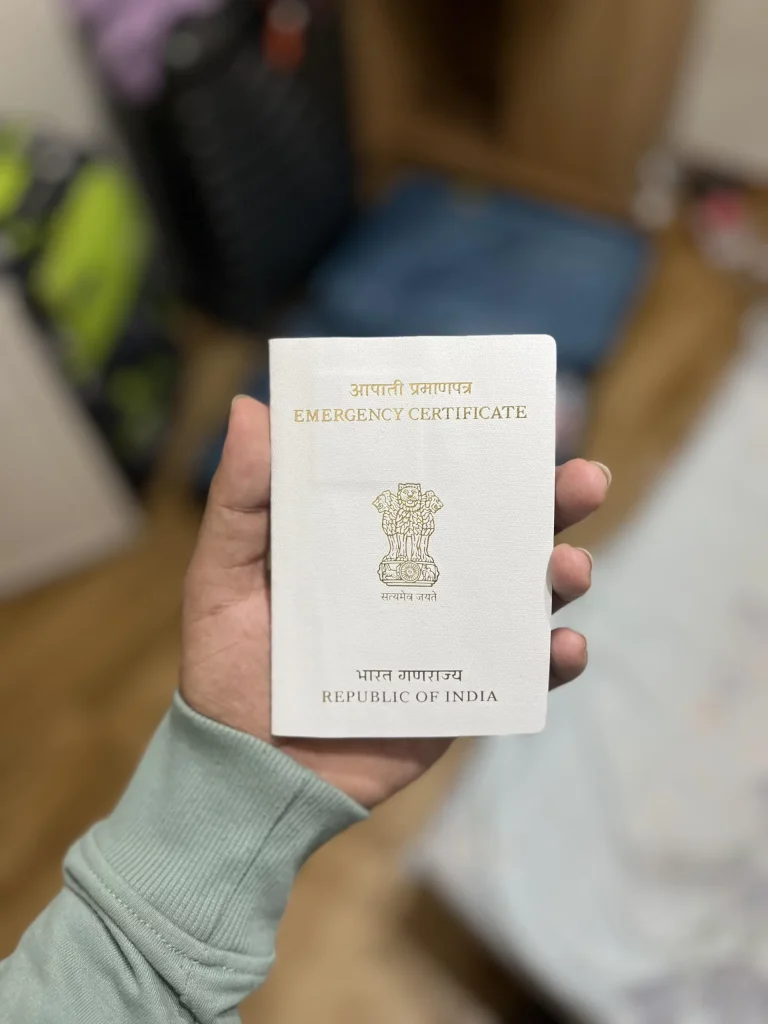 आपाती प्रमाणपत्र
EMERGENCY CERTIFICATE
सत्यमेव जयते
भारत गणराज्य
REPUBLIC OF INDIA